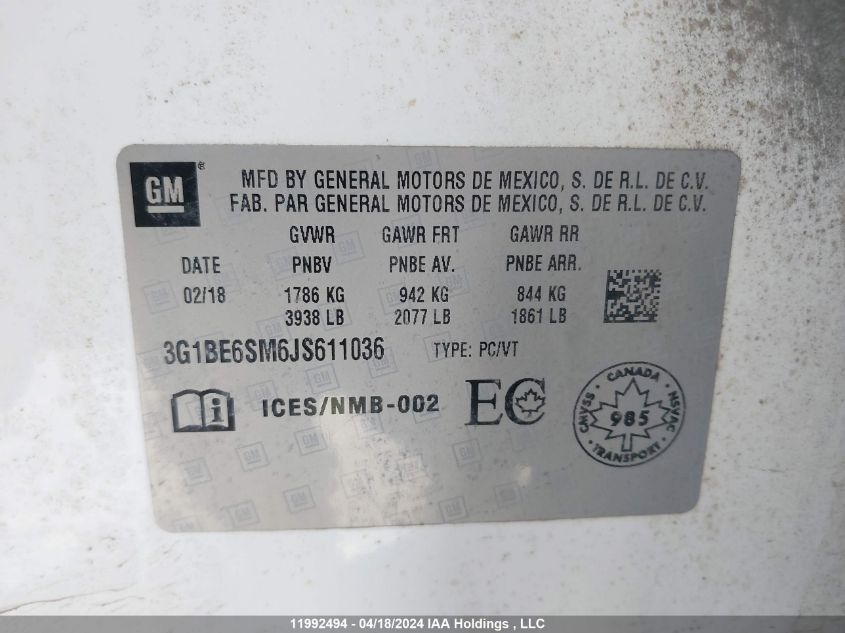 GM ®
MFD BY GENERAL MOTORS DE MEXICO, S. DE R.L. DE C.V.
FAB. PAR GENERAL MOTORS DE MEXICO, S. DE R.L. DE C.V.
GVWR GAWR FRT GAWR RR
DATE PNBV PNBE AV. PNBE ARR.
02/18 1786 KG 942 KG 844 KG
3938 LB 2077 LB 1861 LB
3G1BE6SM6JS611036 TYPE: PC/VT
i ICES/NMB-002 EC
CANADA
CMVSS 985 NSVAC
TRANSPORT
11992494 - 04/18/2024 IAA Holdings , LLC